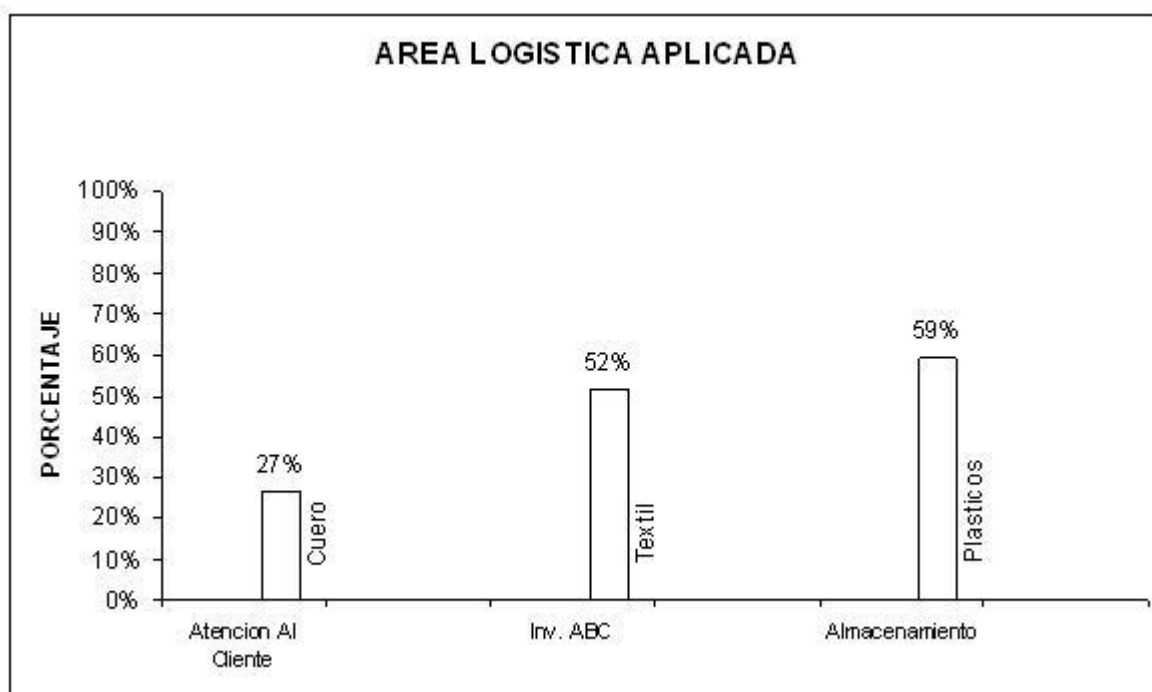 AREA LOGISTICA APLICADA
PORCENTAJE
100%
90%
80%
70%
60%
50%
40%
30%
20%
10%
0%
27%
Cuero
52%
Textil
59%
Plasticos
Atencion Al
Cliente
Inv. ABC
Almacenamiento